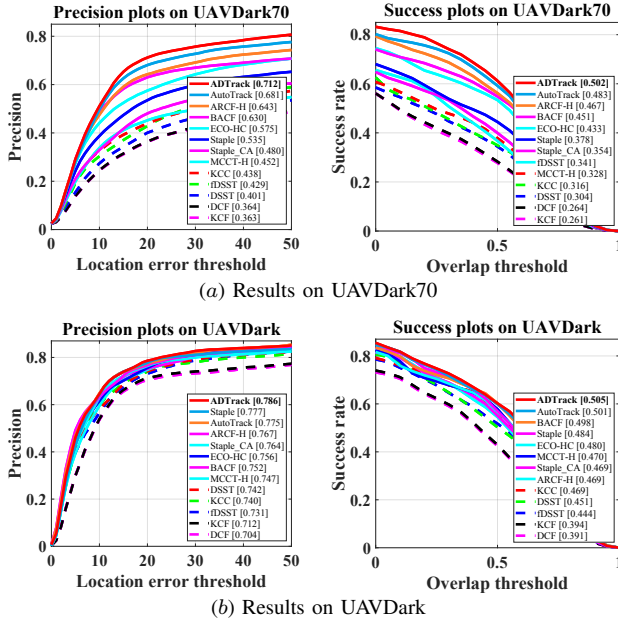 Precision plots on UAVDark70
Precision
0.8
0.6
0.4
0.2
0
0 10 20 30 40 50
Location error threshold
ADTrack [0.712]
AutoTrack [0.681]
ARCF-H [0.643]
BACF [0.630]
ECO-HC [0.575]
Staple [0.535]
Staple_CA [0.480]
MCCT-H [0.452]
KCC [0.438]
fDSST [0.429]
DSST [0.401]
DCF [0.364]
KCF [0.363]
Success plots on UAVDark70
Success rate
0.8
0.6
0.4
0.2
0
0 0.5 1
Overlap threshold
ADTrack [0.502]
AutoTrack [0.483]
ARCF-H [0.467]
BACF [0.451]
ECO-HC [0.433]
Staple [0.378]
Staple_CA [0.354]
fDSST [0.341]
MCCT-H [0.328]
KCC [0.316]
DSST [0.304]
DCF [0.264]
KCF [0.261]
(a) Results on UAVDark70
Precision plots on UAVDark
Precision
0.8
0.6
0.4
0.2
0
0 10 20 30 40 50
Location error threshold
ADTrack [0.786]
Staple [0.777]
AutoTrack [0.775]
ARCF-H [0.767]
Staple_CA [0.764]
ECO-HC [0.756]
BACF [0.752]
MCCT-H [0.747]
DSST [0.742]
KCC [0.740]
fDSST [0.731]
KCF [0.712]
DCF [0.704]
Success plots on UAVDark
Success rate
0.8
0.6
0.4
0.2
0
0 0.5 1
Overlap threshold
ADTrack [0.505]
AutoTrack [0.501]
BACF [0.498]
Staple [0.484]
ECO-HC [0.480]
MCCT-H [0.470]
Staple_CA [0.469]
ARCF-H [0.469]
KCC [0.469]
DSST [0.451]
fDSST [0.444]
KCF [0.394]
DCF [0.391]
(b) Results on UAVDark